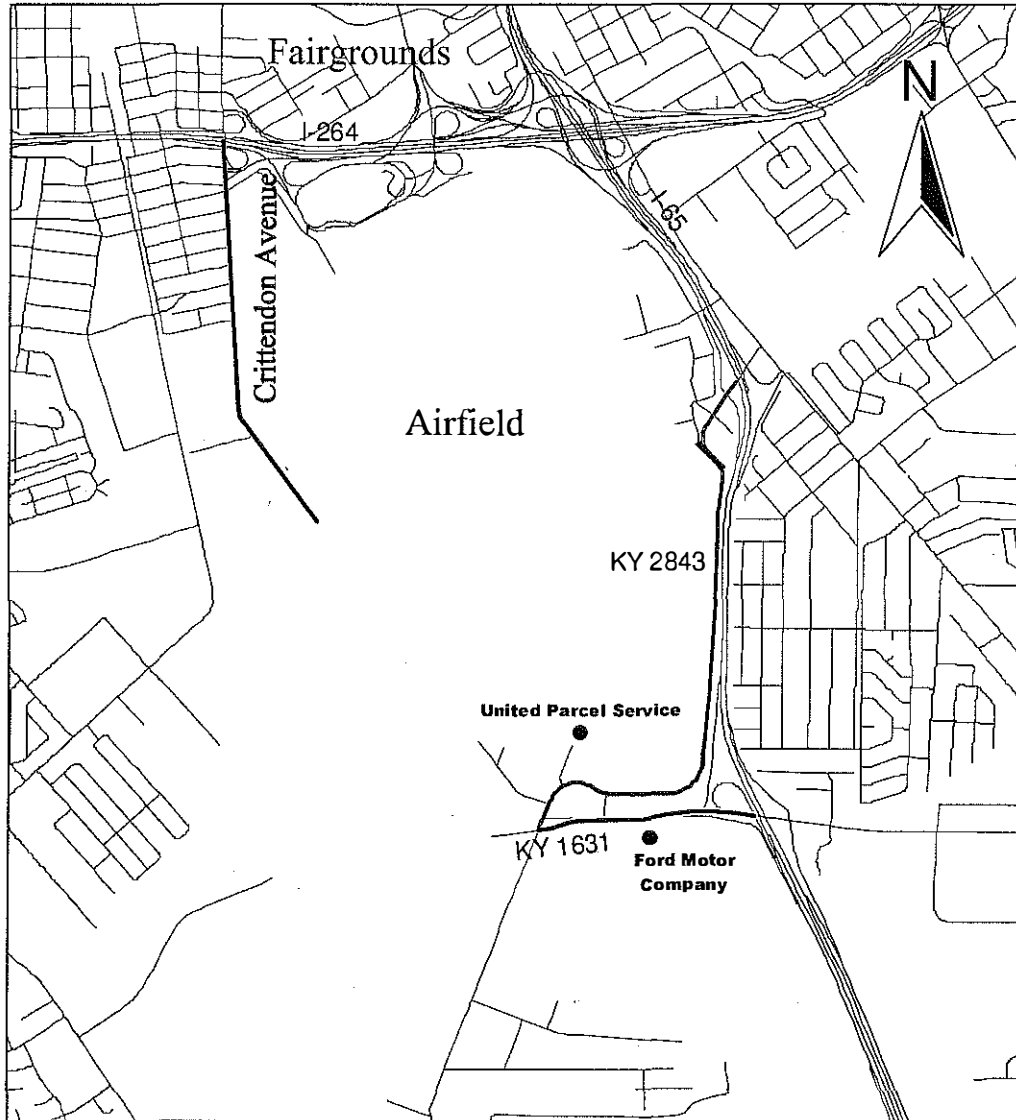 Fairgrounds
I-264
N
Crittendon Avenue
I-65
Airfield
KY 2843
United Parcel Service
KY 1631
Ford Motor
Company